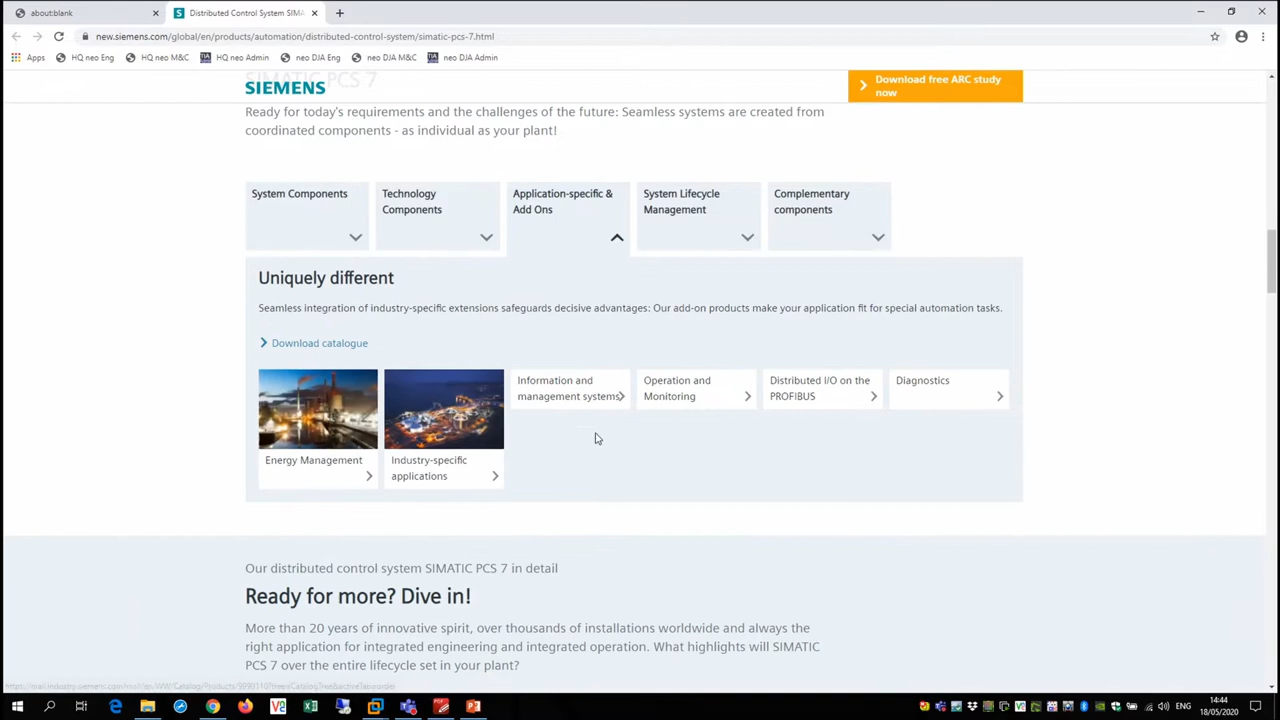 about:blank
Distributed Control System SIMA
new.siemens.com/global/en/products/automation/distributed-control-system/simatic-pcs-7.html
Apps
HQ neo Eng
HQ neo M&C
HQ neo Admin
neo DJA Eng
neo DJA M&C
neo DJA Admin
SIMATIC PCS 7
SIEMENS
Download free ARC study
now
Ready for today's requirements and the challenges of the future: Seamless systems are created from
coordinated components - as individual as your plant!
System Components
Technology
Components
Application-specific &
Add Ons
System Lifecycle
Management
Complementary
components
Uniquely different
Seamless integration of industry-specific extensions safeguards decisive advantages: Our add-on products make your application fit for special automation tasks.
Download catalogue
Energy Management
Industry-specific
applications
Information and
management systems
Operation and
Monitoring
Distributed I/O on the
PROFIBUS
Diagnostics
Our distributed control system SIMATIC PCS 7 in detail
Ready for more? Dive in!
More than 20 years of innovative spirit, over thousands of installations worldwide and always the
right application for integrated engineering and integrated operation. What highlights will SIMATIC
PCS 7 over the entire lifecycle set in your plant?
ENG
14:44
18/05/2020